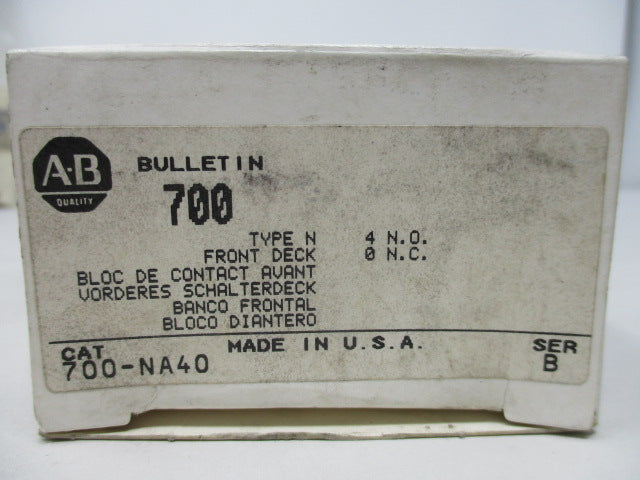 A·B
QUALITY
BULLETIN
700
TYPE N 4 N.O.
FRONT DECK 0 N.C.
BLOC DE CONTACT AVANT
VORDERES SCHALTERDECK
BANCO FRONTAL
BLOCO DIANTERO
CAT MADE IN U.S.A. SER
700-NA40 B